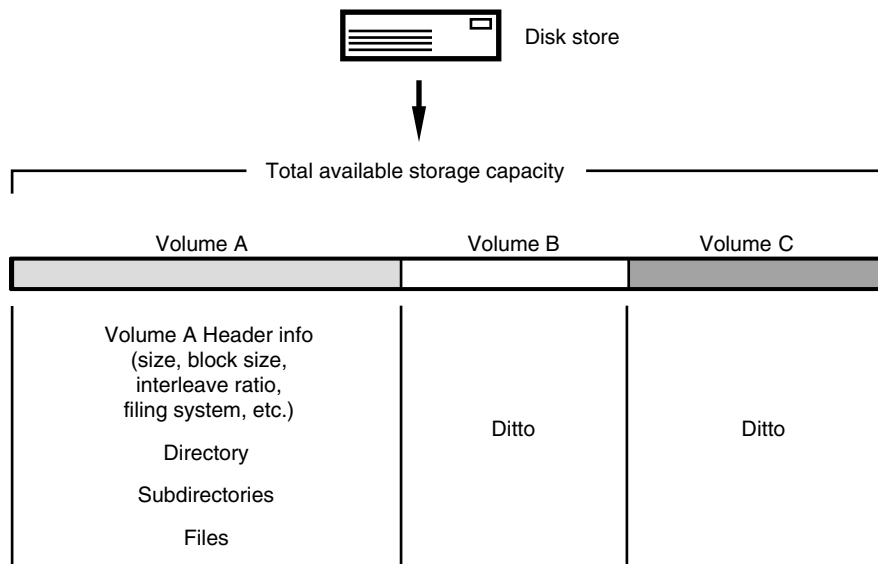 Disk store
Total available storage capacity
Volume A
Volume B
Volume C
Volume A Header info
(size, block size,
interleave ratio,
filing system, etc.)
Directory
Subdirectories
Files
Ditto
Ditto